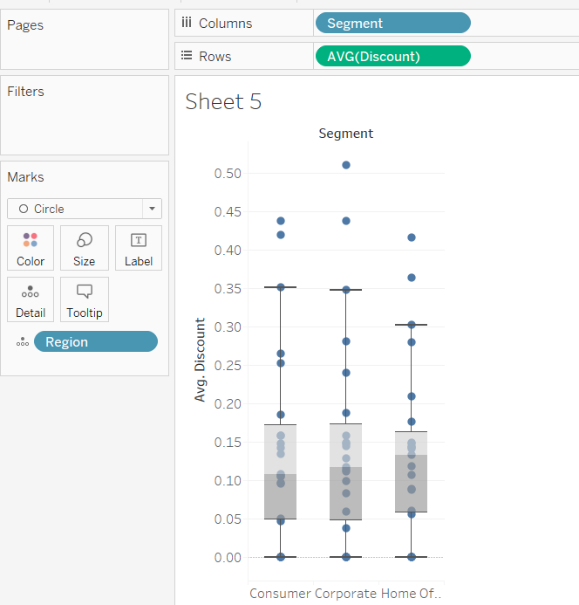 Pages
Columns
Segment
Rows
AVG(Discount)
Filters
Sheet 5
Marks
Circle
Color
Size
T
Label
Detail
Tooltip
Region
Segment
Avg. Discount
0.50
0.45
0.40
0.35
0.30
0.25
0.20
0.15
0.10
0.05
0.00
Consumer Corporate Home Of..